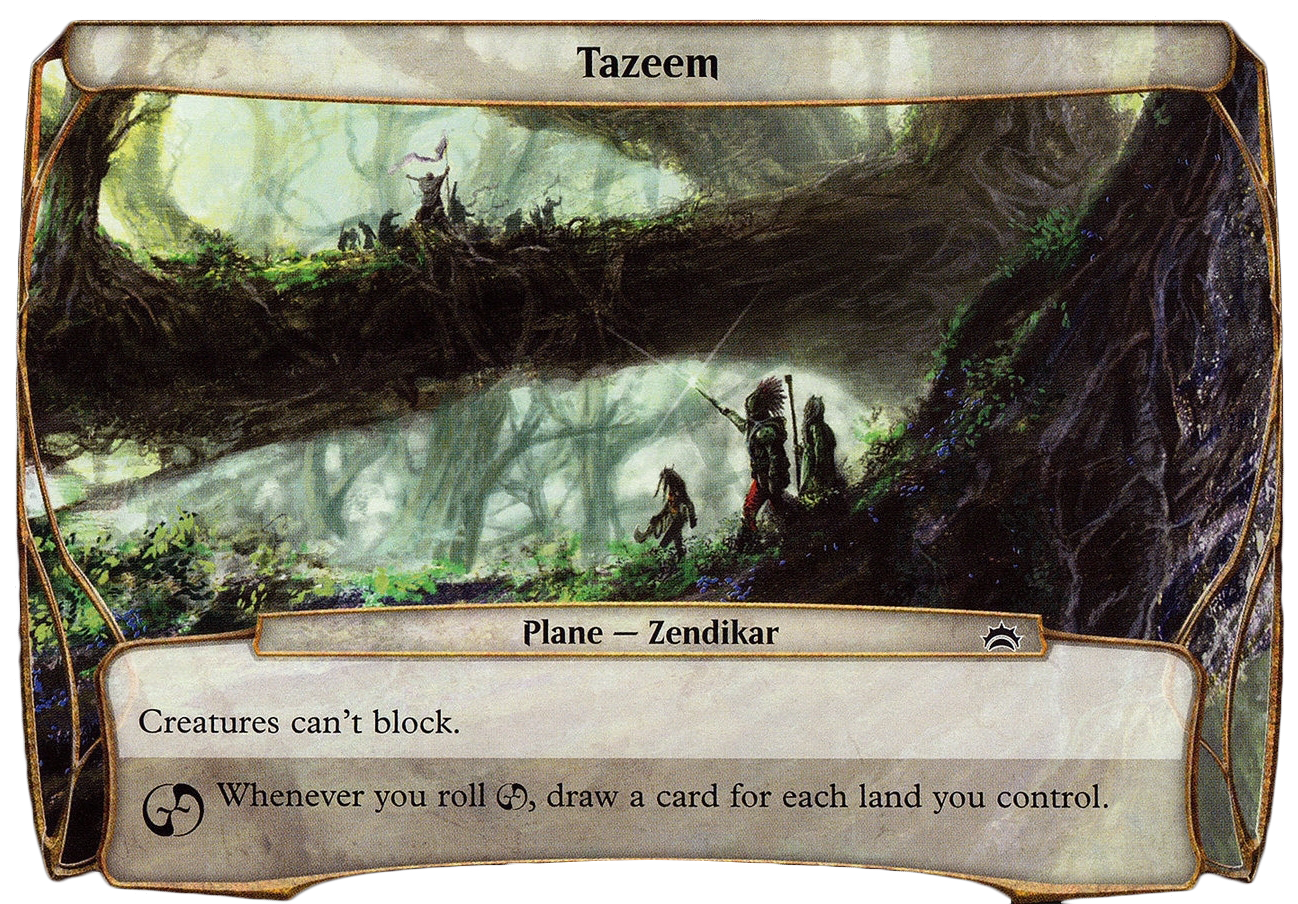 Tazeem
Plane — Zendikar
Creatures can't block.
Whenever you roll , draw a card for each land you control.